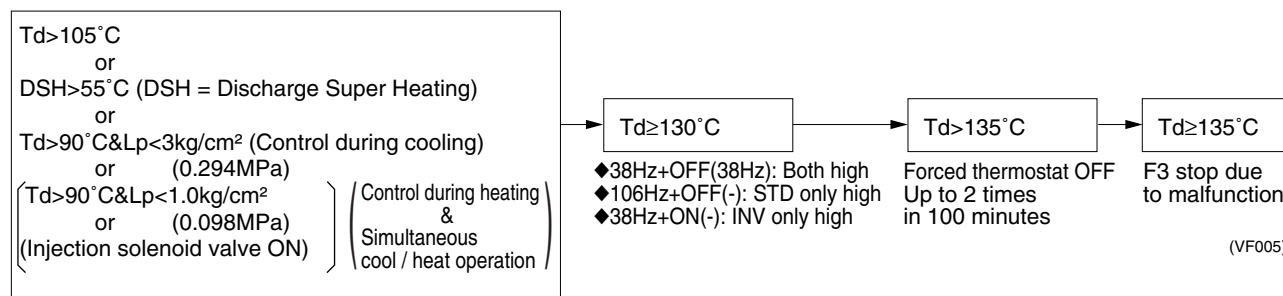 Td>105˚C
or
DSH>55˚C (DSH = Discharge Super Heating)
or
Td>90˚C&Lp<3kg/cm² (Control during cooling)
or (0.294MPa)
Td>90˚C&Lp<1.0kg/cm²
or (0.098MPa)
(Injection solenoid valve ON)
Control during heating
&
Simultaneous
cool / heat operation
Td≥130˚C
◆38Hz+OFF(38Hz): Both high
◆106Hz+OFF(-): STD only high
◆38Hz+ON(-): INV only high
Td>135˚C
Forced thermostat OFF
Up to 2 times
in 100 minutes
Td≥135˚C
F3 stop due
to malfunction
(VF005)